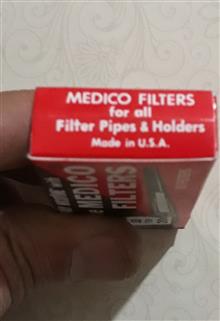 MEDICO FILTERS
for all
Filter Pipes & Holders
Made in U.S.A.
MEDICO
FILTERS